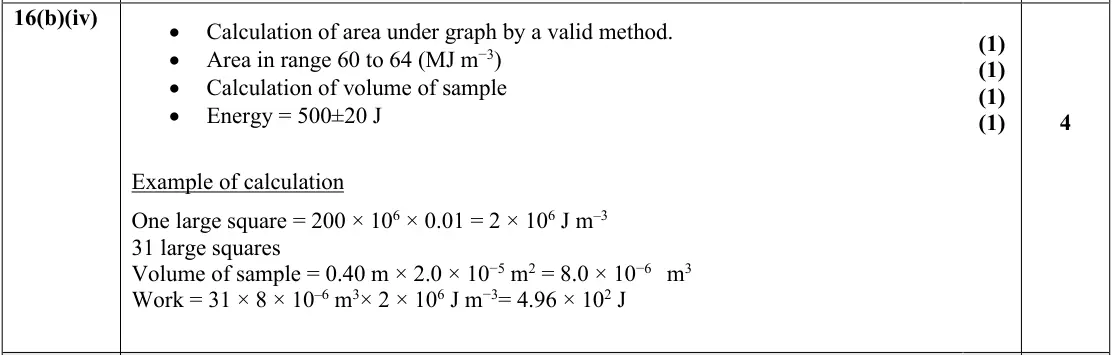 16(b)(iv)
• Calculation of area under graph by a valid method. (1)
• Area in range 60 to 64 (MJ m⁻³) (1)
• Calculation of volume of sample (1)
• Energy = 500±20 J (1) 4
Example of calculation
One large square = 200 × 10⁶ × 0.01 = 2 × 10⁶ J m⁻³
31 large squares
Volume of sample = 0.40 m × 2.0 × 10⁻⁵ m² = 8.0 × 10⁻⁶ m³
Work = 31 × 8 × 10⁻⁶ m³× 2 × 10⁶ J m⁻³= 4.96 × 10² J